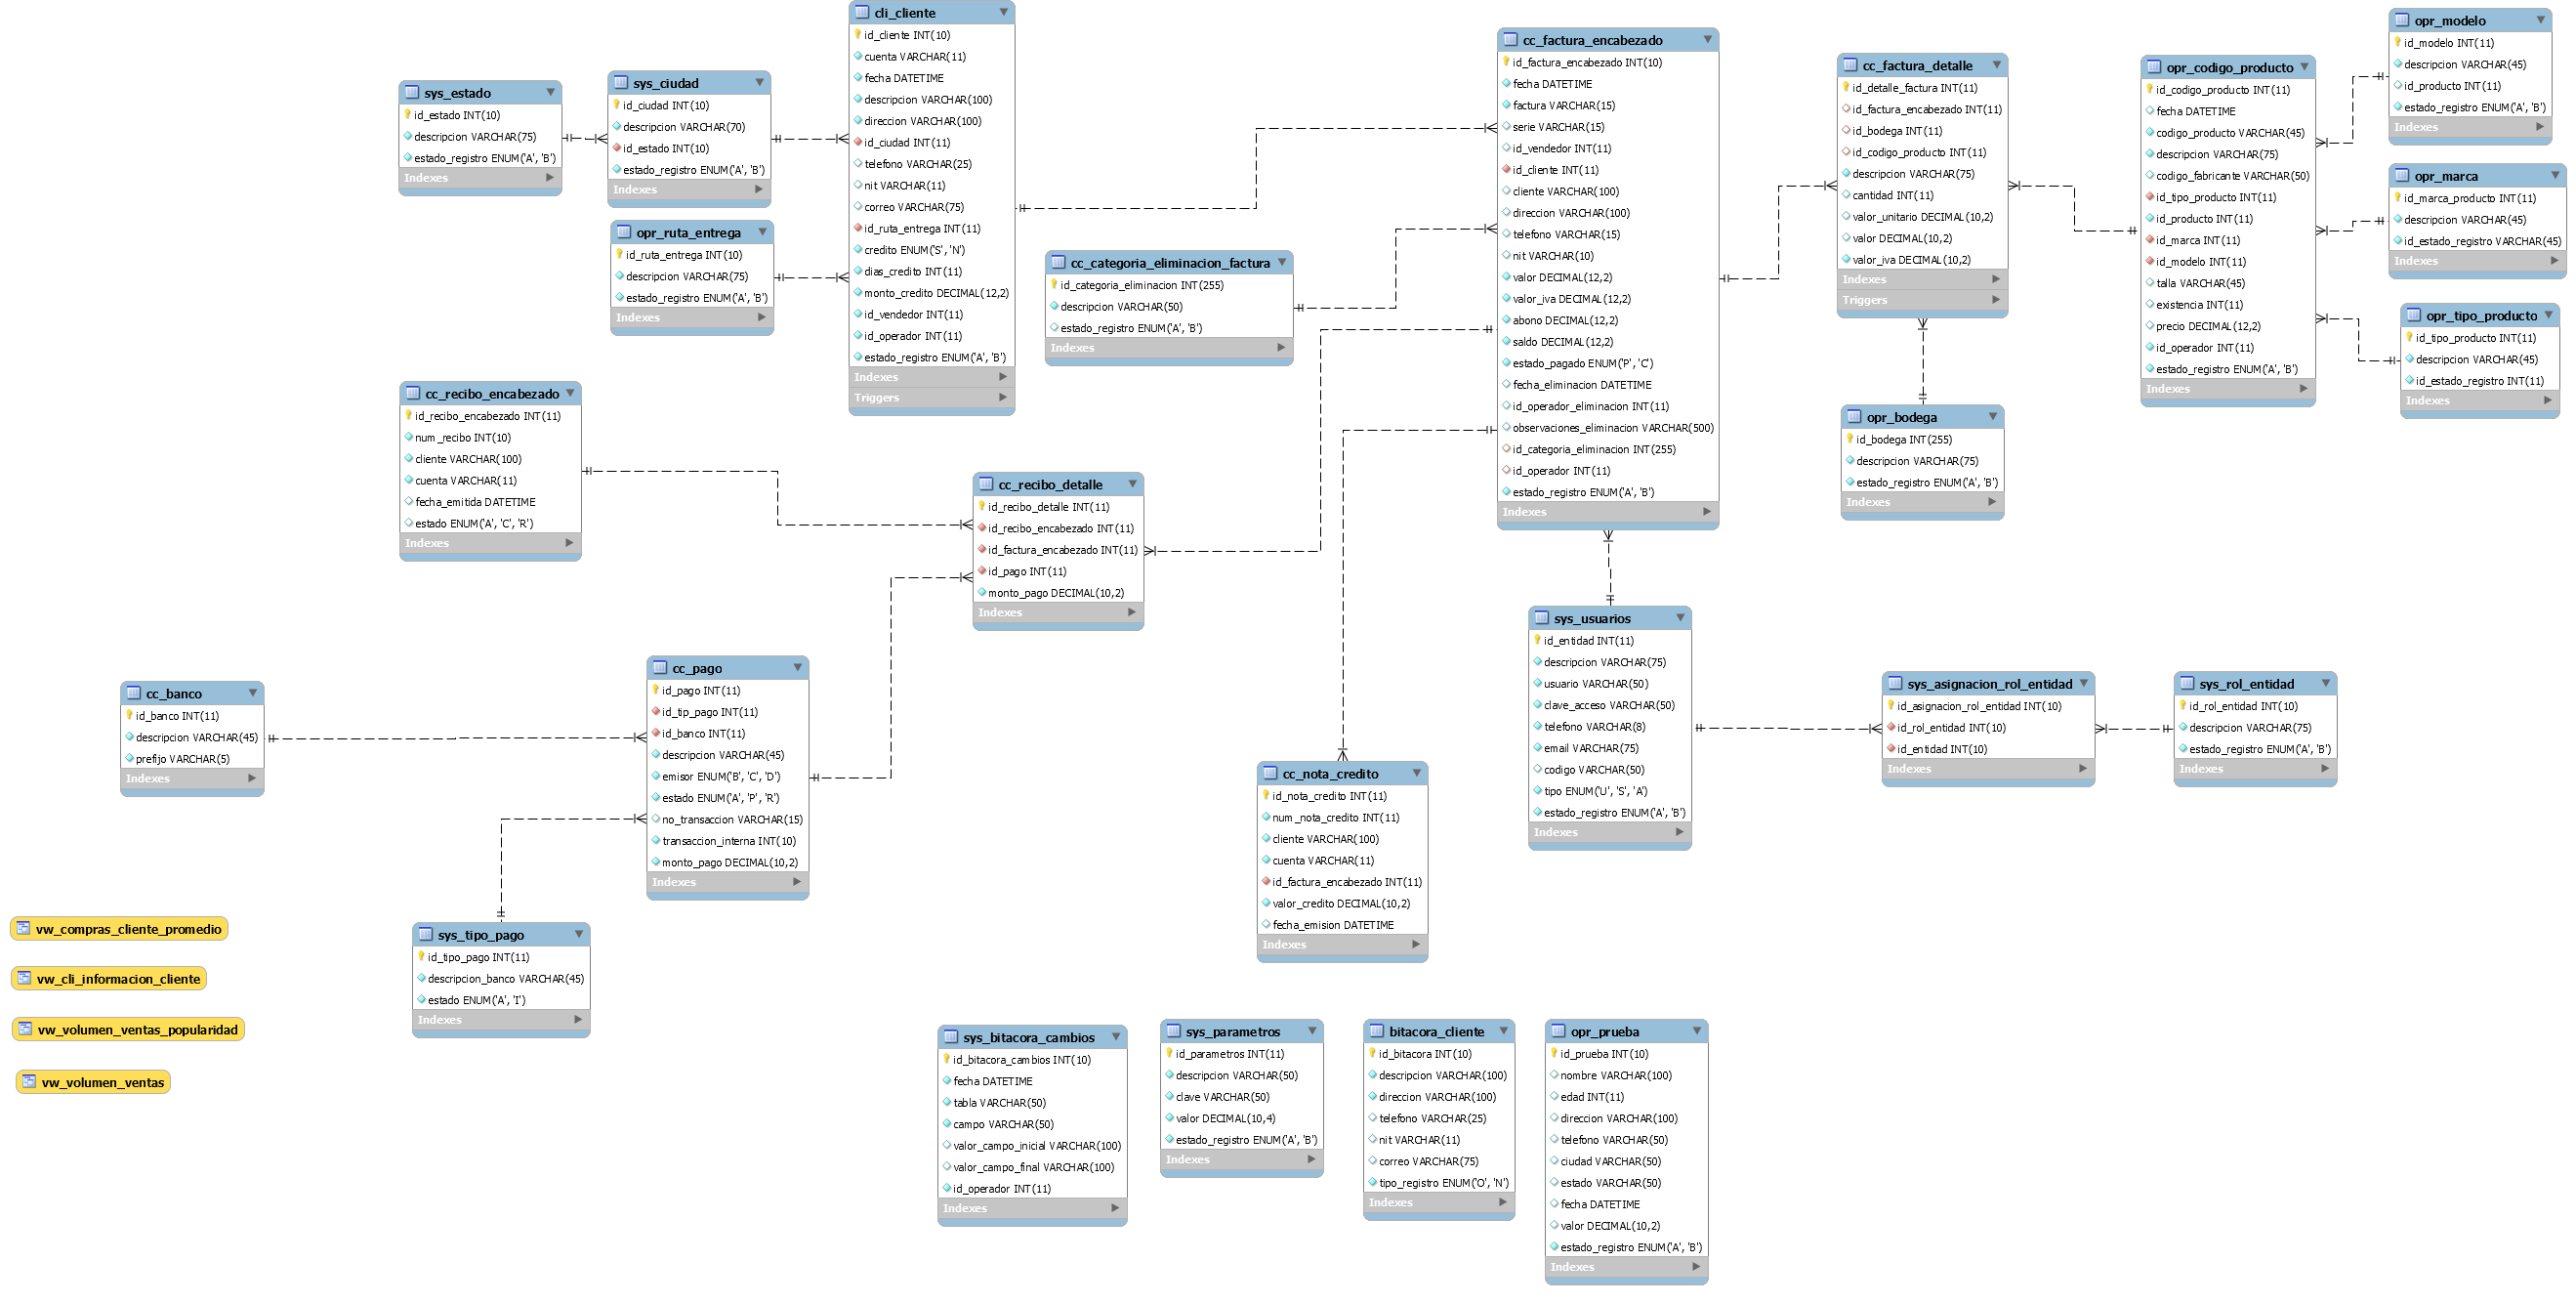 sys_estado
id_estado INT(10)
descripcion VARCHAR(75)
estado_registro ENUM('A', 'B')
Indexes
sys_ciudad
id_ciudad INT(10)
descripcion VARCHAR(70)
id_estado INT(10)
estado_registro ENUM('A', 'B')
Indexes
opr_ruta_entrega
id_ruta_entrega INT(10)
descripcion VARCHAR(75)
estado_registro ENUM('A', 'B')
Indexes
cli_cliente
id_cliente INT(10)
cuenta VARCHAR(11)
fecha DATETIME
descripcion VARCHAR(100)
direccion VARCHAR(100)
id_ciudad INT(11)
telefono VARCHAR(25)
nit VARCHAR(11)
correo VARCHAR(75)
id_ruta_entrega INT(11)
credito ENUM('S', 'N')
dias_credito INT(11)
monto_credito DECIMAL(12,2)
id_vendedor INT(11)
id_operador INT(11)
estado_registro ENUM('A', 'B')
Indexes
Triggers
cc_categoria_eliminacion_factura
id_categoria_eliminacion INT(255)
descripcion VARCHAR(50)
estado_registro ENUM('A', 'B')
Indexes
cc_factura_encabezado
id_factura_encabezado INT(10)
fecha DATETIME
factura VARCHAR(15)
serie VARCHAR(15)
id_vendedor INT(11)
id_cliente INT(11)
cliente VARCHAR(100)
direccion VARCHAR(100)
telefono VARCHAR(15)
nit VARCHAR(10)
valor DECIMAL(12,2)
valor_iva DECIMAL(12,2)
abono DECIMAL(12,2)
saldo DECIMAL(12,2)
estado_pagado ENUM('P', 'C')
fecha_eliminacion DATETIME
id_operador_eliminacion INT(11)
observaciones_eliminacion VARCHAR(500)
id_categoria_eliminacion INT(255)
id_operador INT(11)
estado_registro ENUM('A', 'B')
Indexes
cc_factura_detalle
id_detalle_factura INT(11)
id_factura_encabezado INT(11)
id_bodega INT(11)
id_codigo_producto INT(11)
descripcion VARCHAR(75)
cantidad INT(11)
valor_unitario DECIMAL(10,2)
valor DECIMAL(10,2)
valor_iva DECIMAL(10,2)
Indexes
Triggers
opr_codigo_producto
id_codigo_producto INT(11)
fecha DATETIME
codigo_producto VARCHAR(45)
descripcion VARCHAR(75)
codigo_fabricante VARCHAR(50)
id_tipo_producto INT(11)
id_producto INT(11)
id_marca INT(11)
id_modelo INT(11)
talla VARCHAR(45)
existencia INT(11)
precio DECIMAL(12,2)
id_operador INT(11)
estado_registro ENUM('A', 'B')
Indexes
opr_modelo
id_modelo INT(11)
descripcion VARCHAR(45)
id_producto INT(11)
estado_registro ENUM('A', 'B')
Indexes
opr_marca
id_marca_producto INT(11)
descripcion VARCHAR(45)
id_estado_registro VARCHAR(45)
Indexes
opr_tipo_producto
id_tipo_producto INT(11)
descripcion VARCHAR(45)
id_estado_registro INT(11)
Indexes
opr_bodega
id_bodega INT(255)
descripcion VARCHAR(75)
estado_registro ENUM('A', 'B')
Indexes
cc_recibo_encabezado
id_recibo_encabezado INT(11)
num_recibo INT(10)
cliente VARCHAR(100)
cuenta VARCHAR(11)
fecha_emitida DATETIME
estado ENUM('A', 'C', 'R')
Indexes
cc_recibo_detalle
id_recibo_detalle INT(11)
id_recibo_encabezado INT(11)
id_factura_encabezado INT(11)
id_pago INT(11)
monto_pago DECIMAL(10,2)
Indexes
cc_banco
id_banco INT(11)
descripcion VARCHAR(45)
prefijo VARCHAR(5)
Indexes
cc_pago
id_pago INT(11)
id_tip_pago INT(11)
id_banco INT(11)
descripcion VARCHAR(45)
emisor ENUM('B', 'C', 'D')
estado ENUM('A', 'P', 'R')
no_transaccion VARCHAR(15)
transaccion_interna INT(10)
monto_pago DECIMAL(10,2)
Indexes
sys_usuarios
id_entidad INT(11)
descripcion VARCHAR(75)
usuario VARCHAR(50)
clave_acceso VARCHAR(50)
telefono VARCHAR(8)
email VARCHAR(75)
codigo VARCHAR(50)
tipo ENUM('U', 'S', 'A')
estado_registro ENUM('A', 'B')
Indexes
sys_asignacion_rol_entidad
id_asignacion_rol_entidad INT(10)
id_rol_entidad INT(10)
id_entidad INT(10)
Indexes
sys_rol_entidad
id_rol_entidad INT(10)
descripcion VARCHAR(75)
estado_registro ENUM('A', 'B')
Indexes
cc_nota_credito
id_nota_credito INT(11)
num_nota_credito INT(11)
cliente VARCHAR(100)
cuenta VARCHAR(11)
id_factura_encabezado INT(11)
valor_credito DECIMAL(10,2)
fecha_emision DATETIME
Indexes
sys_tipo_pago
id_tipo_pago INT(11)
descripcion_banco VARCHAR(45)
estado ENUM('A', 'I')
Indexes
vw_compras_cliente_promedio
vw_cli_informacion_cliente
vw_volumen_ventas_popularidad
vw_volumen_ventas
sys_bitacora_cambios
id_bitacora_cambios INT(10)
fecha DATETIME
tabla VARCHAR(50)
campo VARCHAR(50)
valor_campo_inicial VARCHAR(100)
valor_campo_final VARCHAR(100)
id_operador INT(11)
Indexes
sys_parametros
id_parametros INT(11)
descripcion VARCHAR(50)
clave VARCHAR(50)
valor DECIMAL(10,4)
estado_registro ENUM('A', 'B')
Indexes
bitacora_cliente
id_bitacora INT(10)
descripcion VARCHAR(100)
direccion VARCHAR(100)
telefono VARCHAR(25)
nit VARCHAR(11)
correo VARCHAR(75)
tipo_registro ENUM('O', 'N')
Indexes
opr_prueba
id_prueba INT(10)
nombre VARCHAR(100)
edad INT(11)
direccion VARCHAR(100)
telefono VARCHAR(50)
ciudad VARCHAR(50)
estado VARCHAR(50)
fecha DATETIME
valor DECIMAL(10,2)
estado_registro ENUM('A', 'B')
Indexes